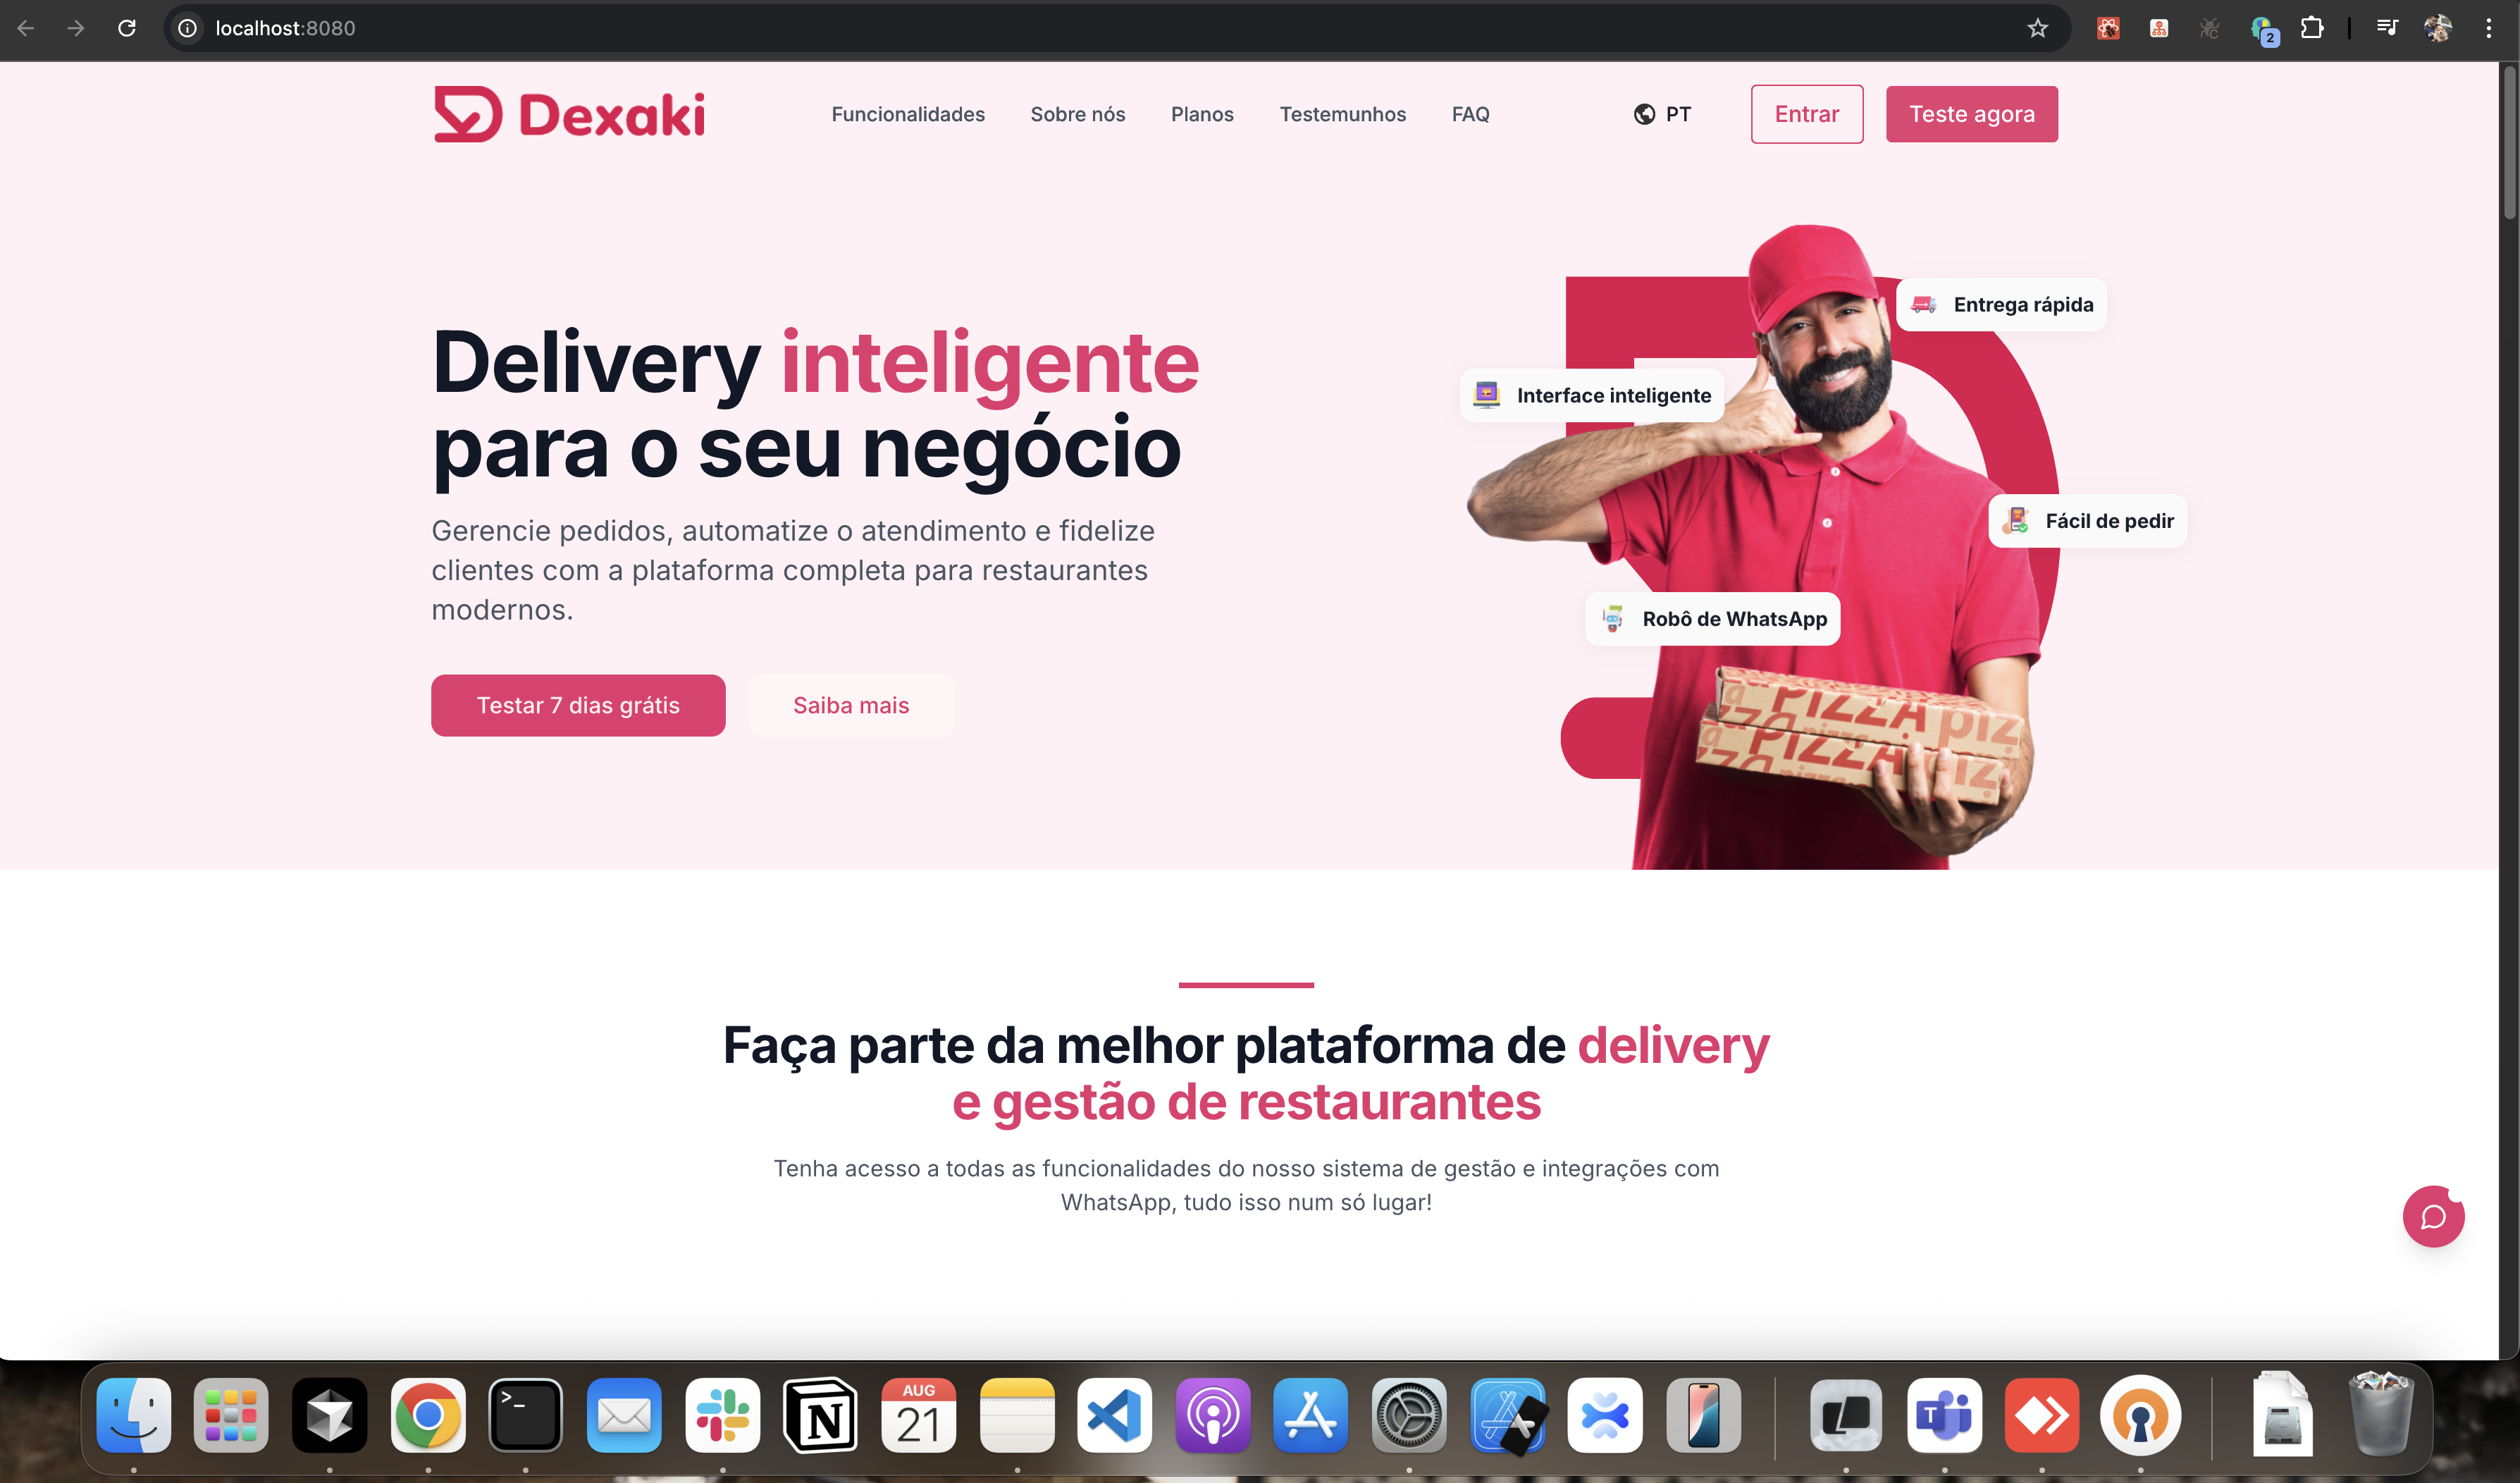 localhost:8080
2
Dexaki
Funcionalidades Sobre nós Planos Testemunhos FAQ PT Entrar Teste agora
Entrega rápida
Delivery inteligente
para o seu negócio
Interface inteligente
Gerencie pedidos, automatize o atendimento e fidelize
clientes com a plataforma completa para restaurantes
modernos.
Fácil de pedir
Robô de WhatsApp
Testar 7 dias grátis Saiba mais
PIZZA piz
PIZZA
Faça parte da melhor plataforma de delivery
e gestão de restaurantes
Tenha acesso a todas as funcionalidades do nosso sistema de gestão e integrações com
WhatsApp, tudo isso num só lugar!
AUG
21
N
T